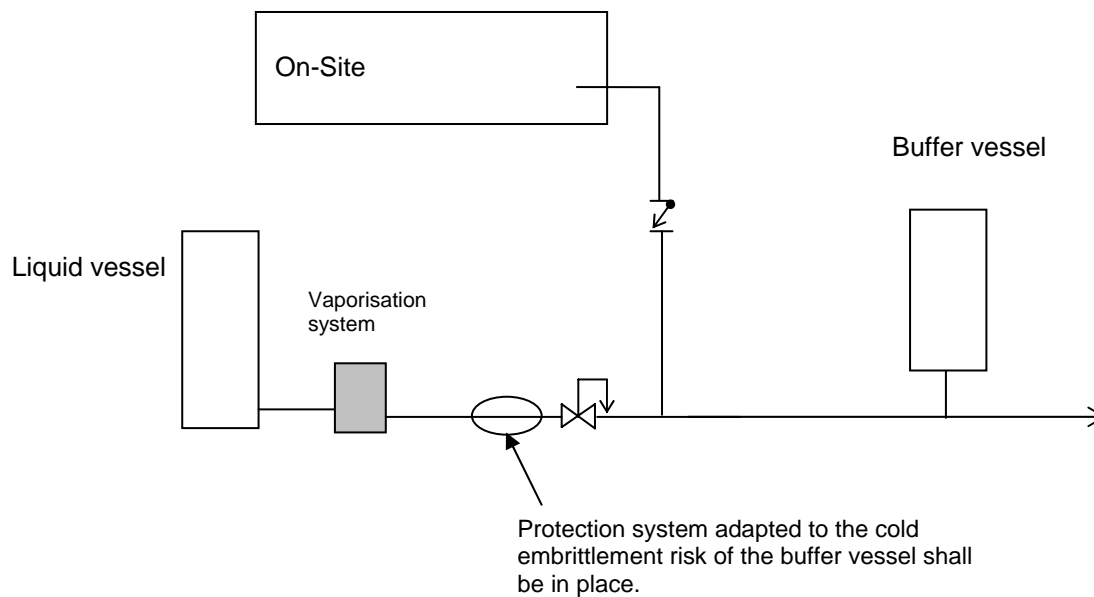 On-Site
Buffer vessel
Liquid vessel
Vaporisation
system
Protection system adapted to the cold
embrittlement risk of the buffer vessel shall
be in place.